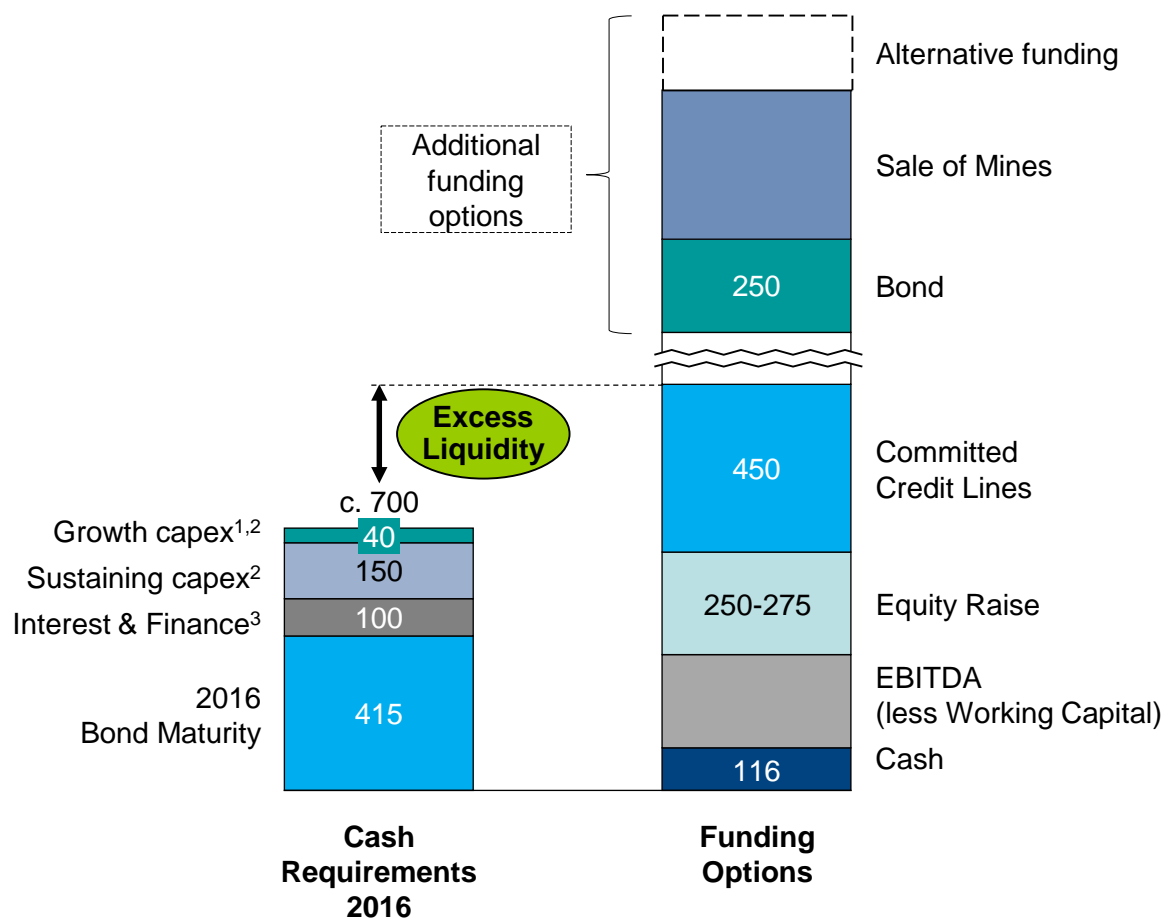 Alternative funding
Additional
funding
options
Sale of Mines
250
Bond
Excess
Liquidity
450
Committed
Credit Lines
c. 700
Growth capex¹,²
40
Sustaining capex²
150
250-275
Equity Raise
Interest & Finance³
100
2016
Bond Maturity
415
EBITDA
(less Working Capital)
116
Cash
Cash
Requirements
2016
Funding
Options